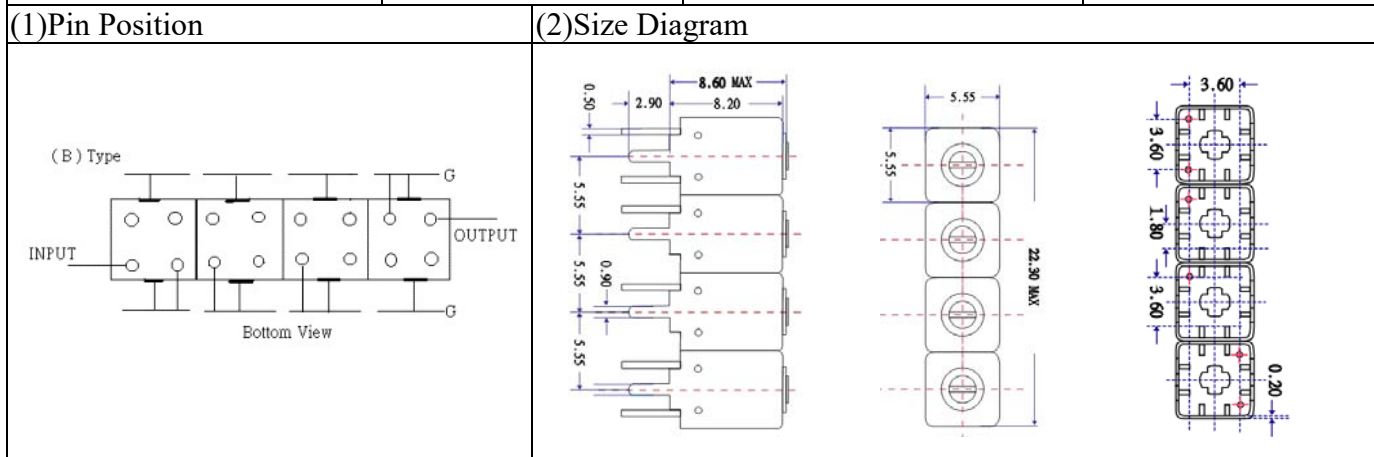 (1)Pin Position
(2)Size Diagram
(B) Type
G
INPUT
OUTPUT
G
Bottom View
8.60 MAX
2.90
8.20
0.50
5.55
5.55
0.90
5.55
5.55
5.55
22.30 MAX
3.60
3.60
1.80
3.60
0.20